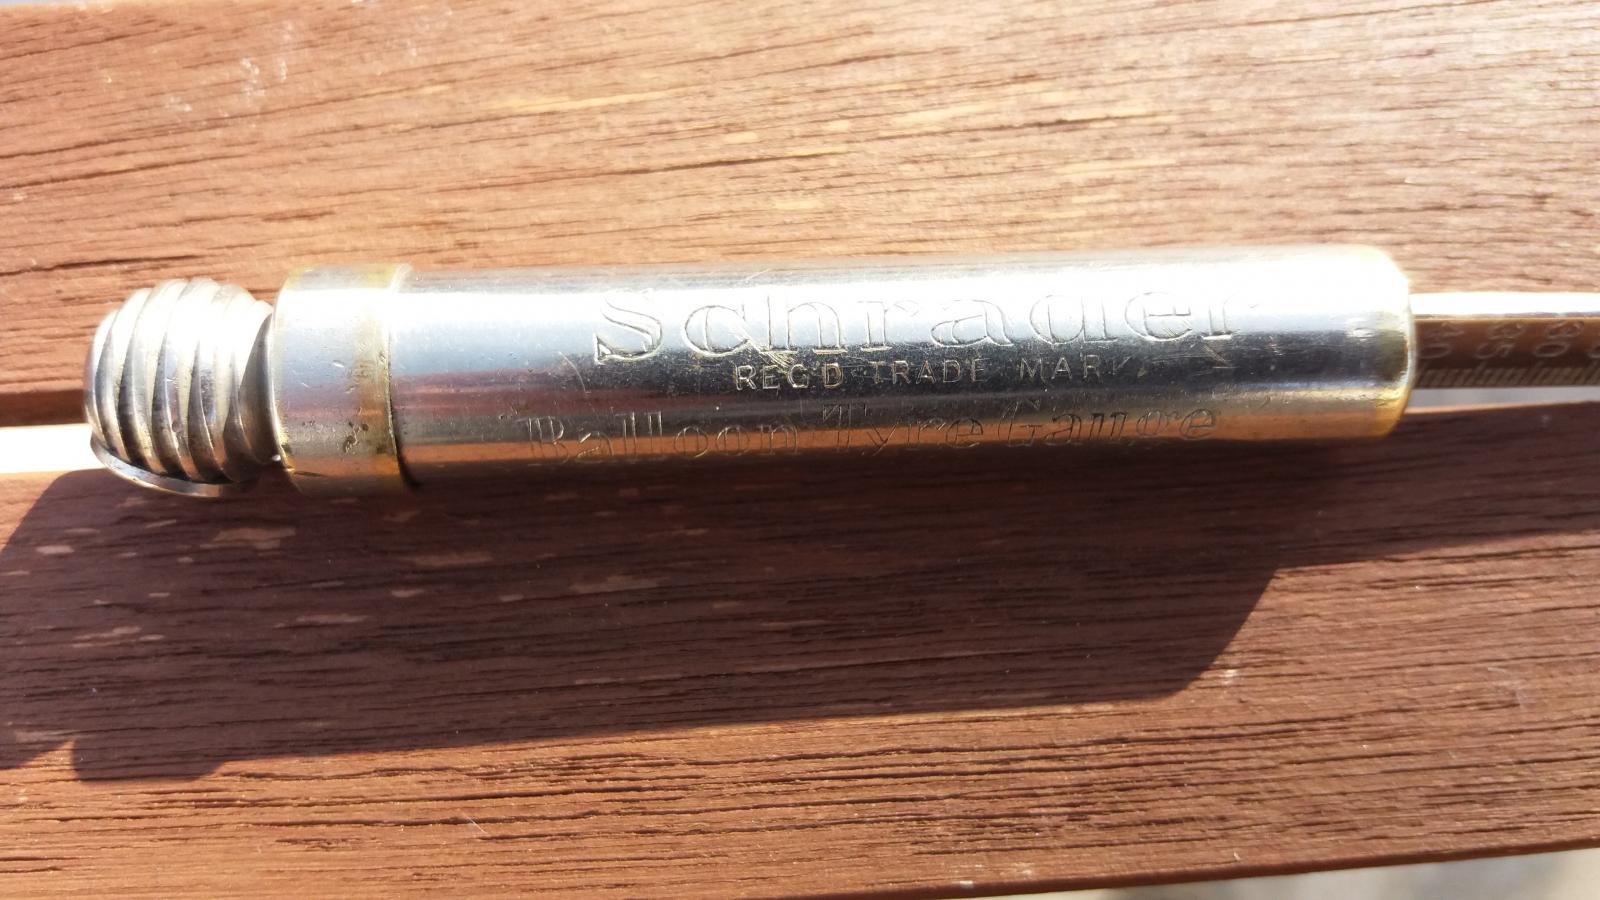 Schrader
REG'D TRADE MARK
Balloon Tyre Gauge